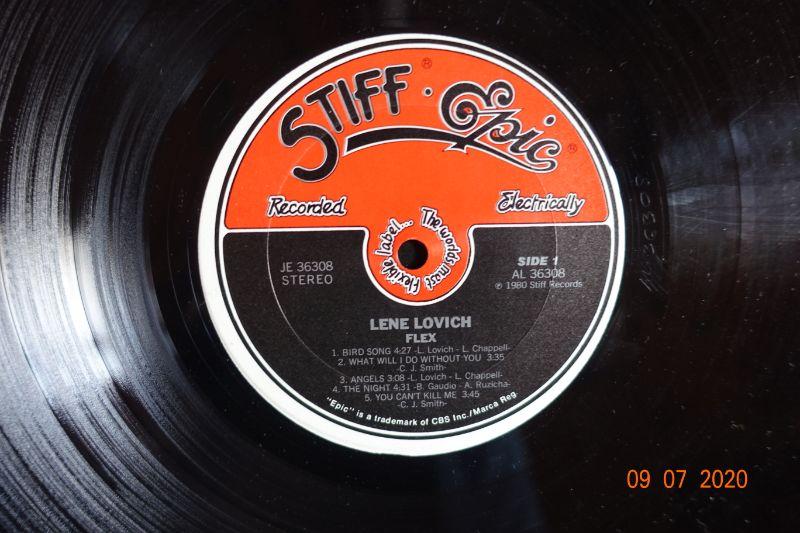 STIFF · Epic
Recorded Electrically
The worlds most flexible label...
JE 36308
STEREO
SIDE 1
AL 36308
℗ 1980 Stiff Records
LENE LOVICH
FLEX
1. BIRD SONG 4:27 -L. Lovich - L. Chappell-
2. WHAT WILL I DO WITHOUT YOU 3:35
-C. J. Smith-
3. ANGELS 3:08 -L. Lovich - L. Chappell-
4. THE NIGHT 4:31 -B. Gaudio - A. Ruzicha-
5. YOU CAN'T KILL ME 3:45
-C. J. Smith-
"Epic" is a trademark of CBS Inc./Marca Reg.
09 07 2020